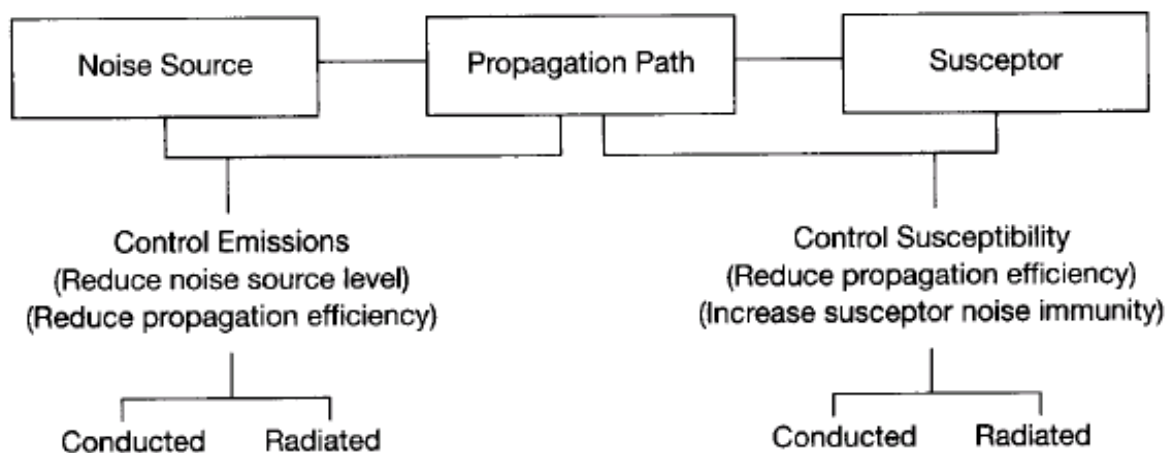 Noise Source
Propagation Path
Susceptor
Control Emissions
(Reduce noise source level)
(Reduce propagation efficiency)
Conducted
Radiated
Control Susceptibility
(Reduce propagation efficiency)
(Increase susceptor noise immunity)
Conducted
Radiated